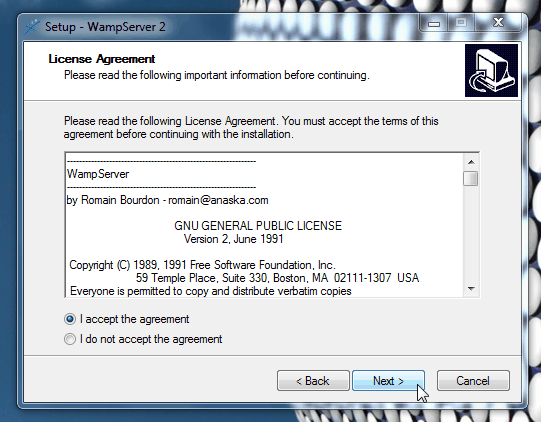 Setup - WampServer 2
License Agreement
Please read the following important information before continuing.
Please read the following License Agreement. You must accept the terms of this
agreement before continuing with the installation.
------------------------------------------------------------
WampServer
------------------------------------------------------------
by Romain Bourdon - romain@anaska.com
GNU GENERAL PUBLIC LICENSE
Version 2, June 1991
Copyright (C) 1989, 1991 Free Software Foundation, Inc.
59 Temple Place, Suite 330, Boston, MA  02111-1307  USA
Everyone is permitted to copy and distribute verbatim copies
I accept the agreement
I do not accept the agreement
< Back
Next >
Cancel